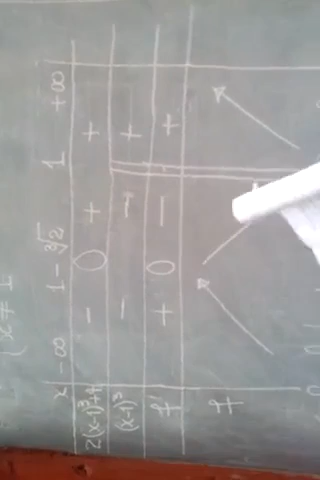 {x ≠ 1
x -∞ 1-∛2 1 +∞
2(x-1)³+4 - 0 + +
(x-1)³ - - +
f' + 0 - +
f